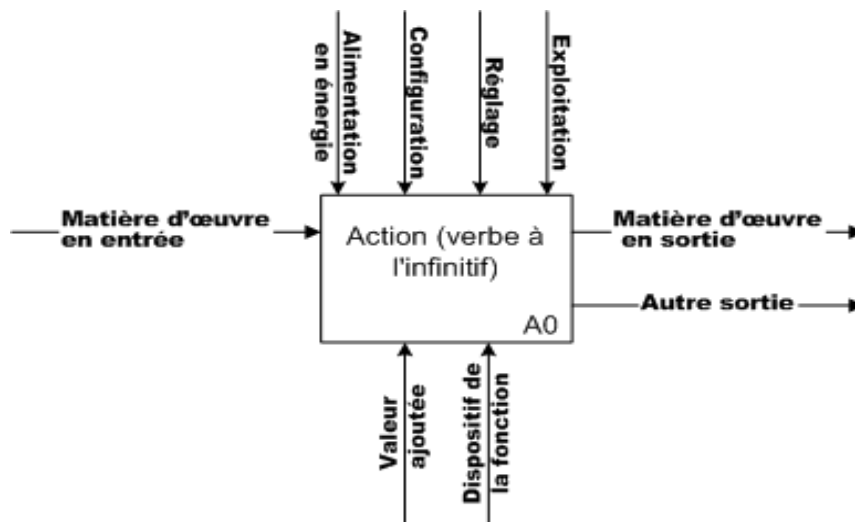 Alimentation
en énergie
Configuration
Réglage
Exploitation
Matière d'œuvre
en entrée
Action (verbe à
l'infinitif)
A0
Matière d'œuvre
en sortie
Autre sortie
Valeur
ajoutée
Dispositif de
la fonction